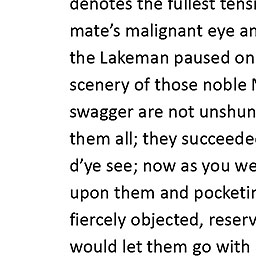 denotes the fullest tensi
mate's malignant eye an
the Lakeman paused on
scenery of those noble
swagger are not unshun
them all; they succeede
d'ye see; now as you we
upon them and pocketin
fiercely objected, reserv
would let them go with